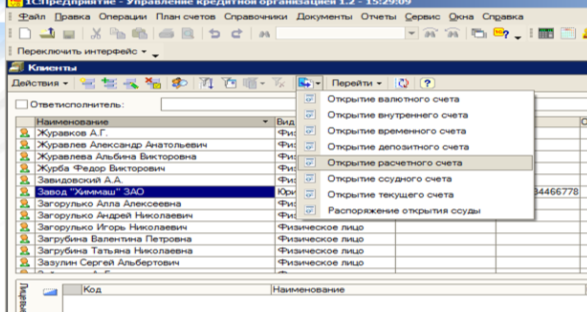 1С:Предприятие - Управление кредитной организацией 1.2 - 15:29:09
Файл Правка Операции План счетов Справочники Документы Отчеты Сервис Окна Справка
Переключить интерфейс
Клиенты
Действия Перейти
Ответисполнитель:
Наименование Вид
Журавков А.Г. Физ
Журавлев Александр Анатольевич Физ
Журавлева Альбина Викторовна Физ
Журба Федор Викторович Физ
Завидовский А.А. Физ
Завод "Химмаш" ЗАО Юри 34466778
Загорулько Алла Алексеевна Физ
Загорулько Андрей Николаевич Физ
Загорулько Игорь Николаевич Физическое лицо
Загрубина Валентина Петровна Физическое лицо
Загрубина Татьяна Николаевна Физическое лицо
Зазулин Сергей Альбертович Физическое лицо
Открытие валютного счета
Открытие внутреннего счета
Открытие временного счета
Открытие депозитного счета
Открытие расчетного счета
Открытие ссудного счета
Открытие текущего счета
Распоряжение открытия ссуды
Код Наименование